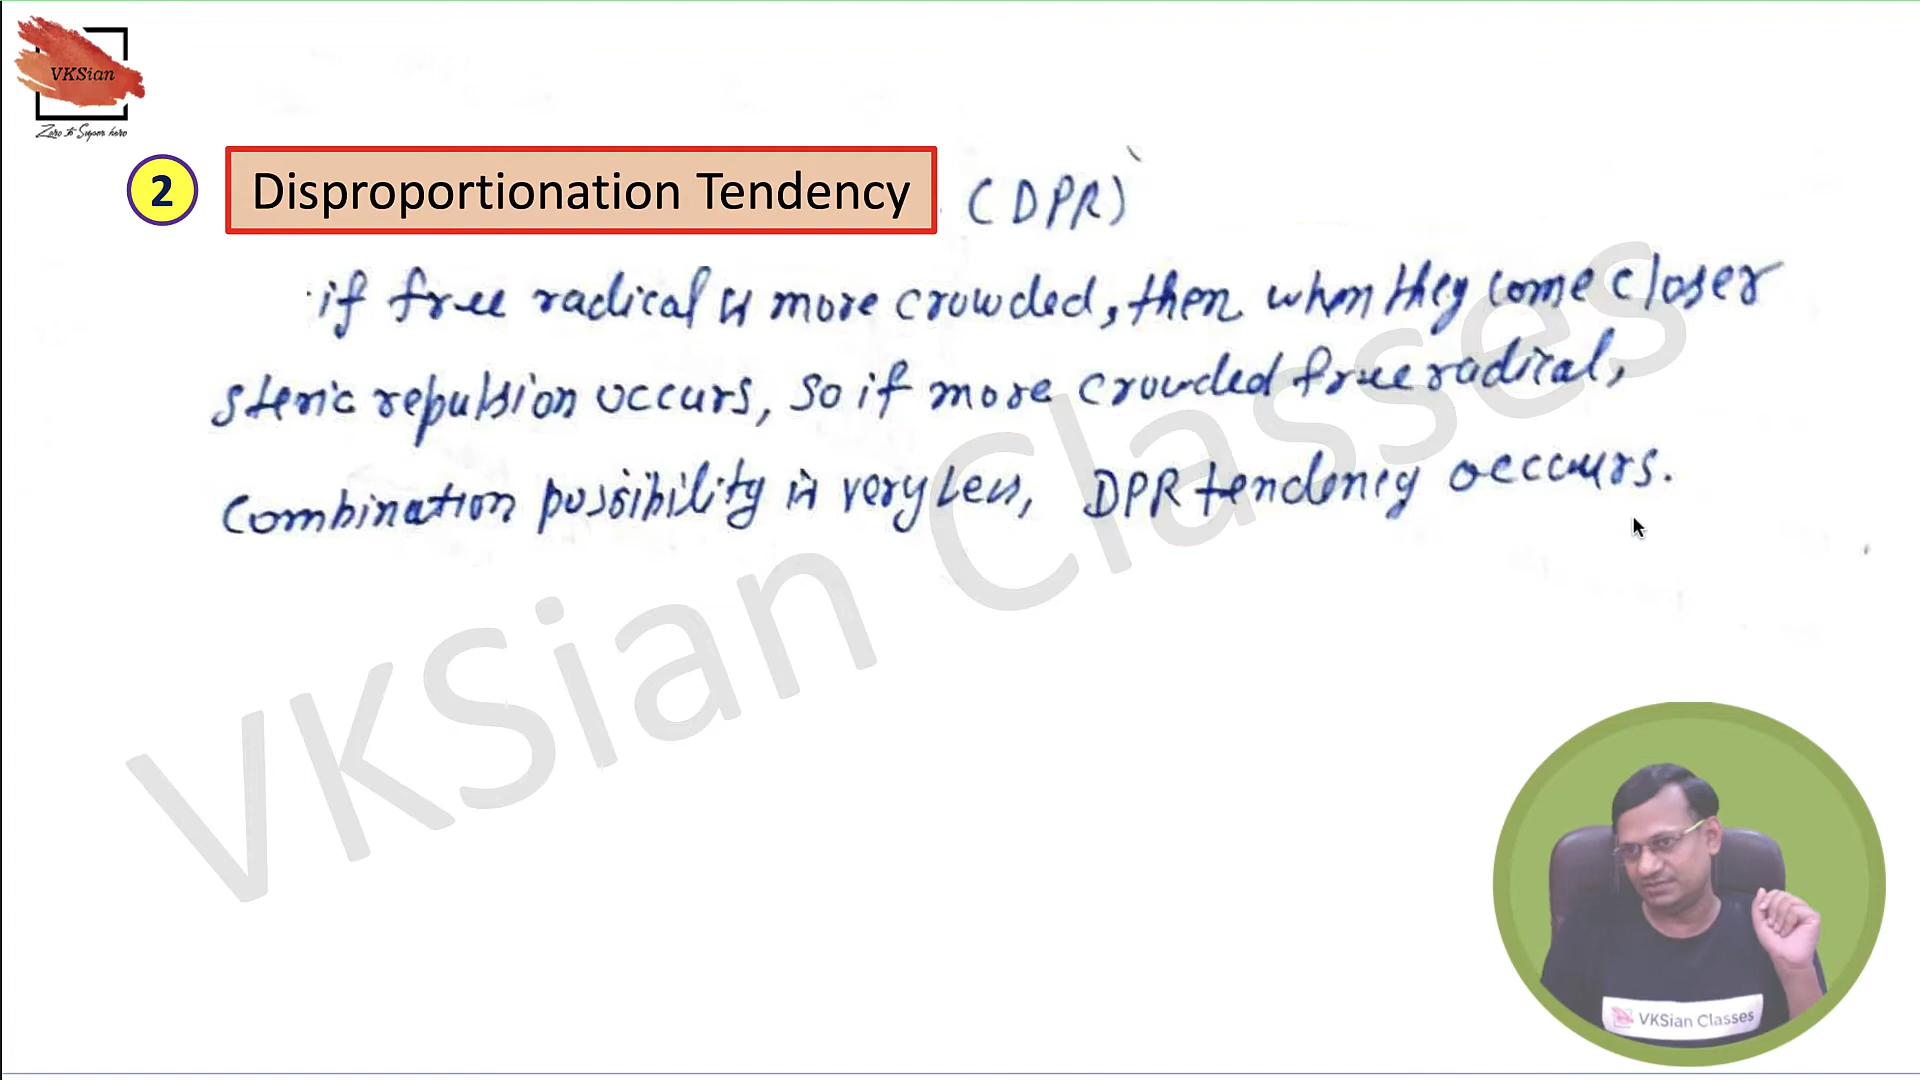 VKSian
Zero to Super hero
2 Disproportionation Tendency (DPR)
if free radical is more crowded, then when they come closer
steric repulsion occurs, so if more crowded free radical,
Combination possibility is very less, DPR tendency occcurs.
VKSian Classes
VKSian Classes